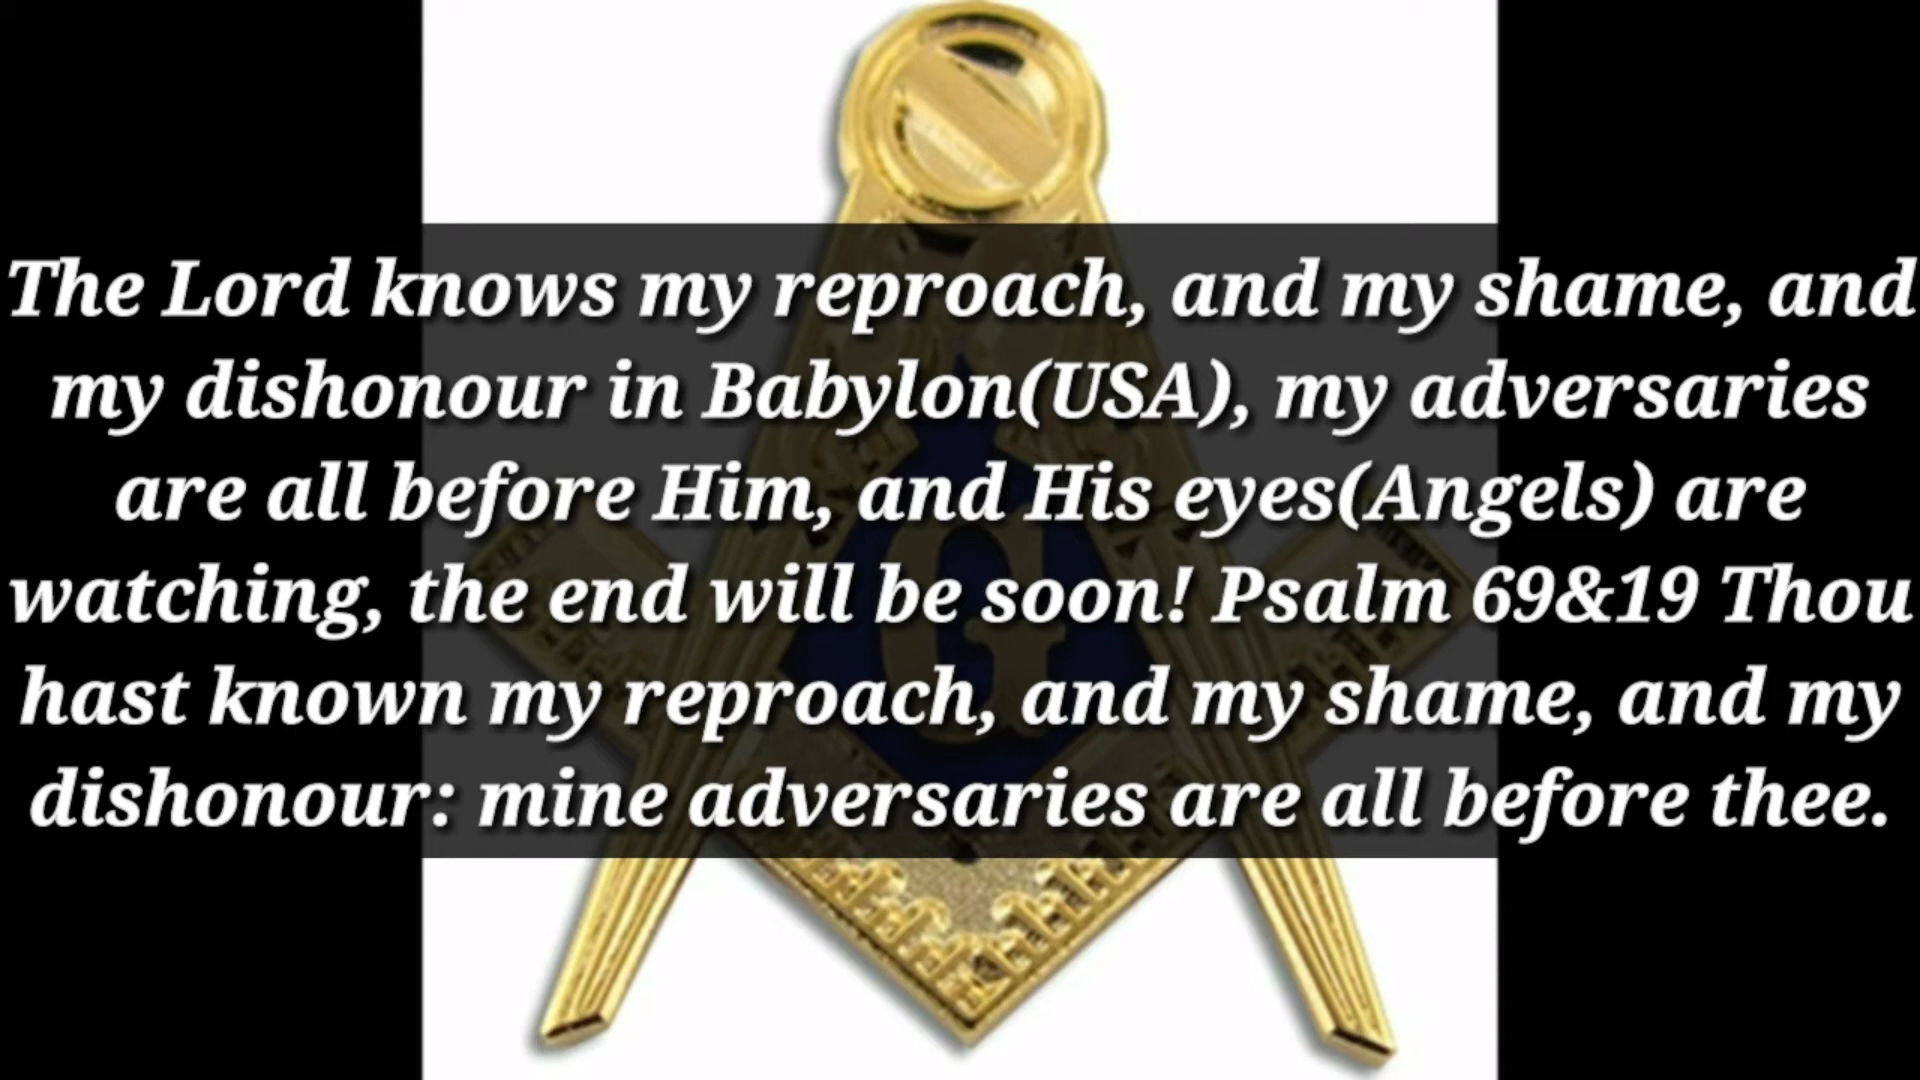 The Lord knows my reproach, and my shame, and
my dishonour in Babylon(USA), my adversaries
are all before Him, and His eyes(Angels) are
watching, the end will be soon! Psalm 69&19 Thou
hast known my reproach, and my shame, and my
dishonour: mine adversaries are all before thee.
G